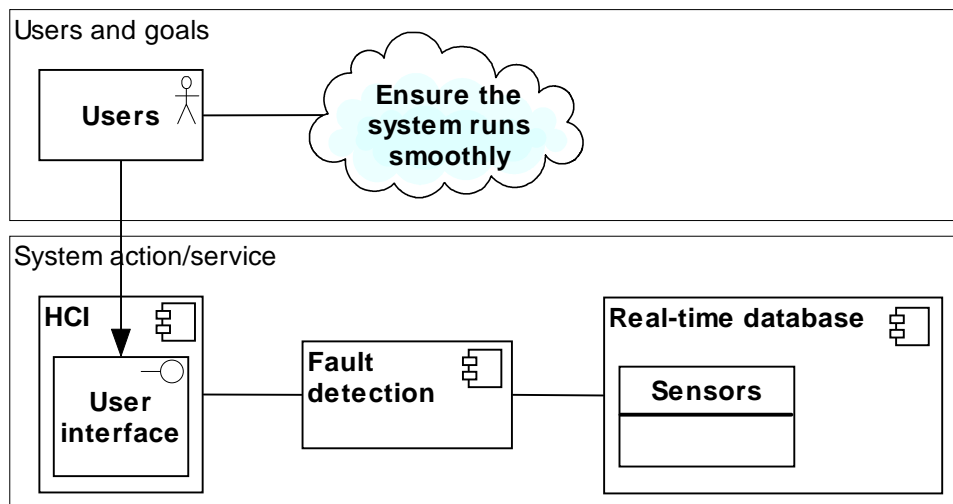 Users and goals
Users
Ensure the
system runs
smoothly
System action/service
HCI
User
interface
Fault
detection
Real-time database
Sensors